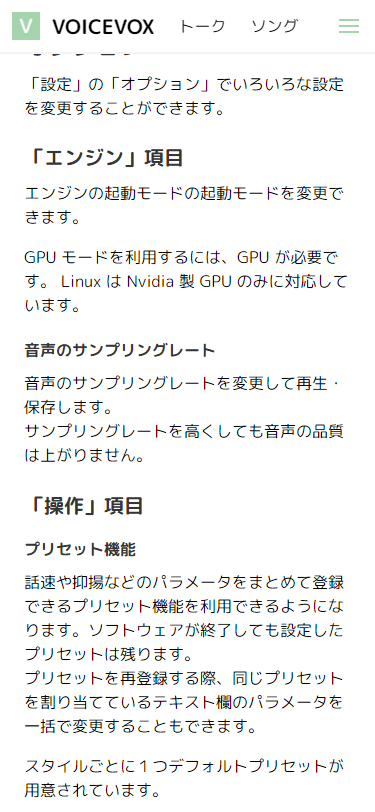 V VOICEVOX トーク ソング
「設定」の「オプション」でいろいろな設定
を変更することができます。
「エンジン」項目
エンジンの起動モードの起動モードを変更で
きます。
GPU モードを利用するには、GPU が必要で
す。 Linux は Nvidia 製 GPU のみに対応して
います。
音声のサンプリングレート
音声のサンプリングレートを変更して再生・
保存します。
サンプリングレートを高くしても音声の品質
は上がりません。
「操作」項目
プリセット機能
話速や抑揚などのパラメータをまとめて登録
できるプリセット機能を利用できるようにな
ります。ソフトウェアが終了しても設定した
プリセットは残ります。
プリセットを再登録する際、同じプリセット
を割り当てているテキスト欄のパラメータを
一括で変更することもできます。
スタイルごとに１つデフォルトプリセットが
用意されています。